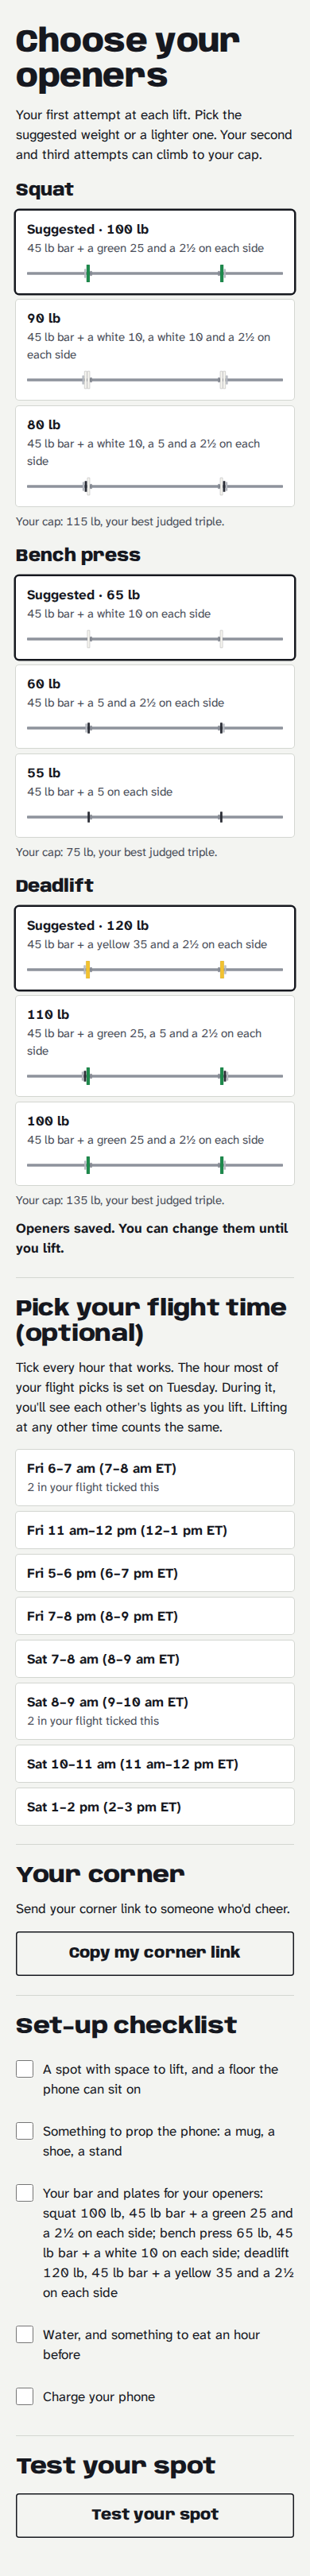 Choose your
openers
Your first attempt at each lift. Pick the
suggested weight or a lighter one. Your second
and third attempts can climb to your cap.
Squat
Suggested · 100 lb
45 lb bar + a green 25 and a 2½ on each side
90 lb
45 lb bar + a white 10, a white 10 and a 2½ on
each side
80 lb
45 lb bar + a white 10, a 5 and a 2½ on each
side
Your cap: 115 lb, your best judged triple.
Bench press
Suggested · 65 lb
45 lb bar + a white 10 on each side
60 lb
45 lb bar + a 5 and a 2½ on each side
55 lb
45 lb bar + a 5 on each side
Your cap: 75 lb, your best judged triple.
Deadlift
Suggested · 120 lb
45 lb bar + a yellow 35 and a 2½ on each side
110 lb
45 lb bar + a green 25, a 5 and a 2½ on each
side
100 lb
45 lb bar + a green 25 and a 2½ on each side
Your cap: 135 lb, your best judged triple.
Openers saved. You can change them until
you lift.
Pick your flight time
(optional)
Tick every hour that works. The hour most of
your flight picks is set on Tuesday. During it,
you'll see each other's lights as you lift. Lifting
at any other time counts the same.
Fri 6–7 am (7–8 am ET)
2 in your flight ticked this
Fri 11 am–12 pm (12–1 pm ET)
Fri 5–6 pm (6–7 pm ET)
Fri 7–8 pm (8–9 pm ET)
Sat 7–8 am (8–9 am ET)
Sat 8–9 am (9–10 am ET)
2 in your flight ticked this
Sat 10–11 am (11 am–12 pm ET)
Sat 1–2 pm (2–3 pm ET)
Your corner
Send your corner link to someone who'd cheer.
Copy my corner link
Set-up checklist
A spot with space to lift, and a floor the
phone can sit on
Something to prop the phone: a mug, a
shoe, a stand
Your bar and plates for your openers:
squat 100 lb, 45 lb bar + a green 25 and
a 2½ on each side; bench press 65 lb, 45
lb bar + a white 10 on each side; deadlift
120 lb, 45 lb bar + a yellow 35 and a 2½
on each side
Water, and something to eat an hour
before
Charge your phone
Test your spot
Test your spot